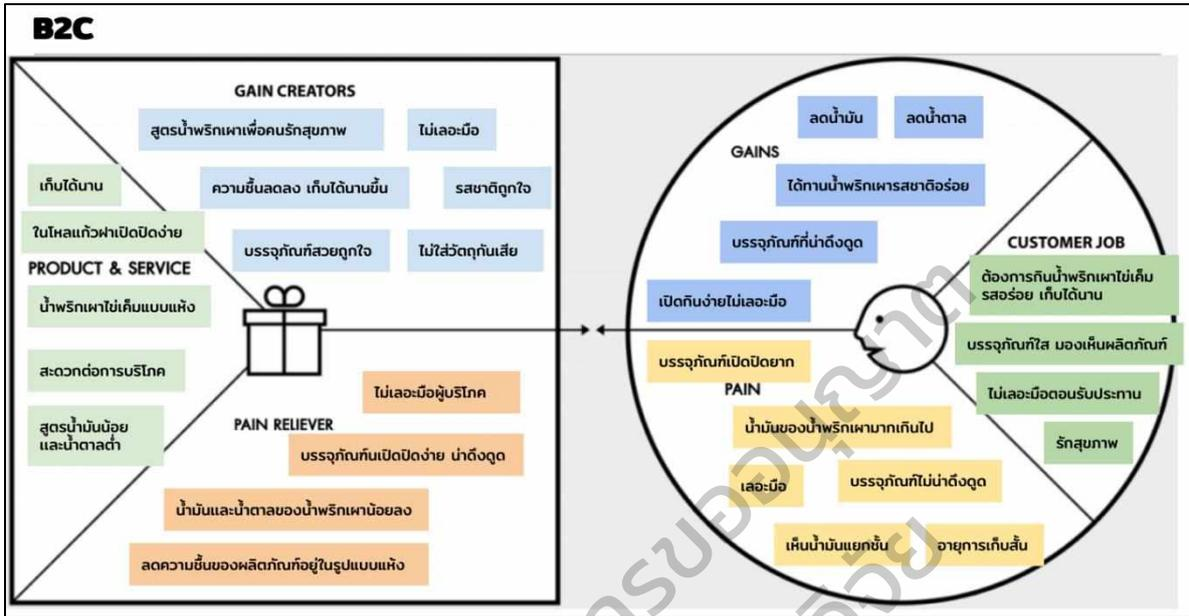 B2C
GAIN CREATORS
สูตรน้ำพริกเผาเพื่อคนรักสุขภาพ
ไม่เลอะมือ
ความชื้นลดลง เก็บได้นานขึ้น
รสชาติถูกใจ
บรรจุภัณฑ์สวยถูกใจ
ไม่ใส่วัตถุกันเสีย
เก็บได้นาน
ในโหลแก้วฝาเปิดปิดง่าย
PRODUCT & SERVICE
น้ำพริกเผาไข่เค็มแบบแห้ง
สะดวกต่อการบริโภค
สูตรน้ำมันน้อย
และน้ำตาลต่ำ
ไม่เลอะมือผู้บริโภค
PAIN RELIEVER
บรรจุภัณฑ์นเปิดปิดง่าย น่าดึงดูด
น้ำมันและน้ำตาลของน้ำพริกเผาน้อยลง
ลดความชื้นของผลิตภัณฑ์อยู่ในรูปแบบแห้ง
ลดน้ำมัน
ลดน้ำตาล
GAINS
ได้ทานน้ำพริกเผารสชาติอร่อย
บรรจุภัณฑ์ที่น่าดึงดูด
เปิดกินง่ายไม่เลอะมือ
บรรจุภัณฑ์เปิดปิดยาก
PAIN
น้ำมันของน้ำพริกเผามากเกินไป
เลอะมือ
บรรจุภัณฑ์ไม่น่าดึงดูด
เห็นน้ำมันแยกชั้น
อายุการเก็บสั้น
CUSTOMER JOB
ต้องการกินน้ำพริกเผาไข่เค็ม
รสอร่อย เก็บได้นาน
บรรจุภัณฑ์ใส มองเห็นผลิตภัณฑ์
ไม่เลอะมือตอนรับประทาน
รักสุขภาพ